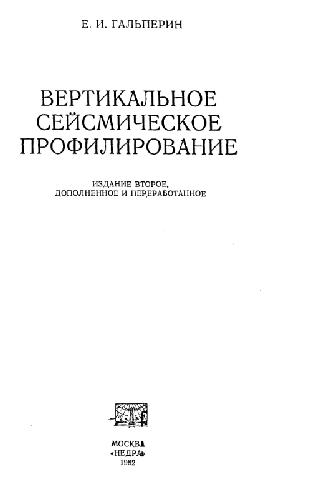 Е. И. ГАЛЬПЕРИН
ВЕРТИКАЛЬНОЕ
СЕЙСМИЧЕСКОЕ
ПРОФИЛИРОВАНИЕ
ИЗДАНИЕ ВТОРОЕ,
ДОПОЛНЕННОЕ И ПЕРЕРАБОТАННОЕ
МОСКВА
«НЕДРА»
1982